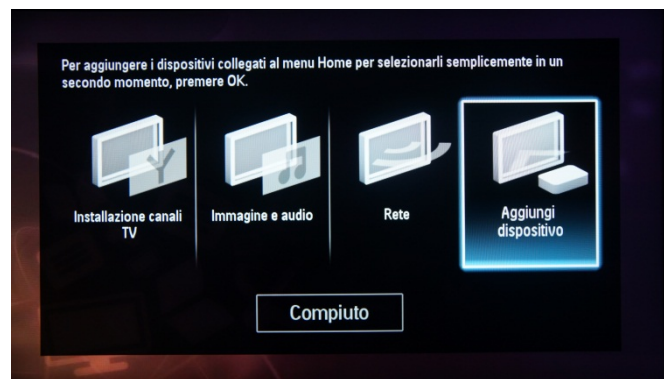 Per aggiungere i dispositivi collegati al menu Home per selezionarli semplicemente in un
secondo momento, premere OK.
Installazione canali
TV
Immagine e audio
Rete
Aggiungi
dispositivo
Compiuto